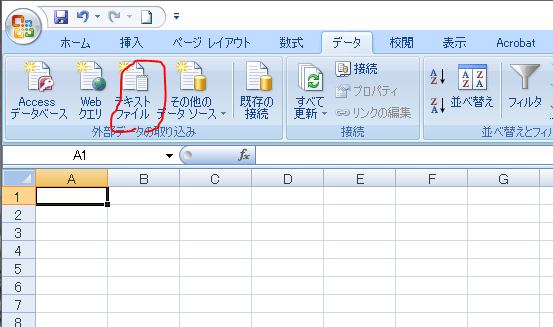 ホーム 挿入 ページ レイアウト 数式 データ 校閲 表示 Acrobat
Access データベース
Web クエリ
テキスト ファイル
その他の データ ソース
既存の 接続
外部データの取り込み
すべて 更新
接続
プロパティ
リンクの編集
接続
A Z
Z A
並べ替え
フィルタ
並べ替えとフィ
A1 fx
A B C D E F G
1
2
3
4
5
6
7
8